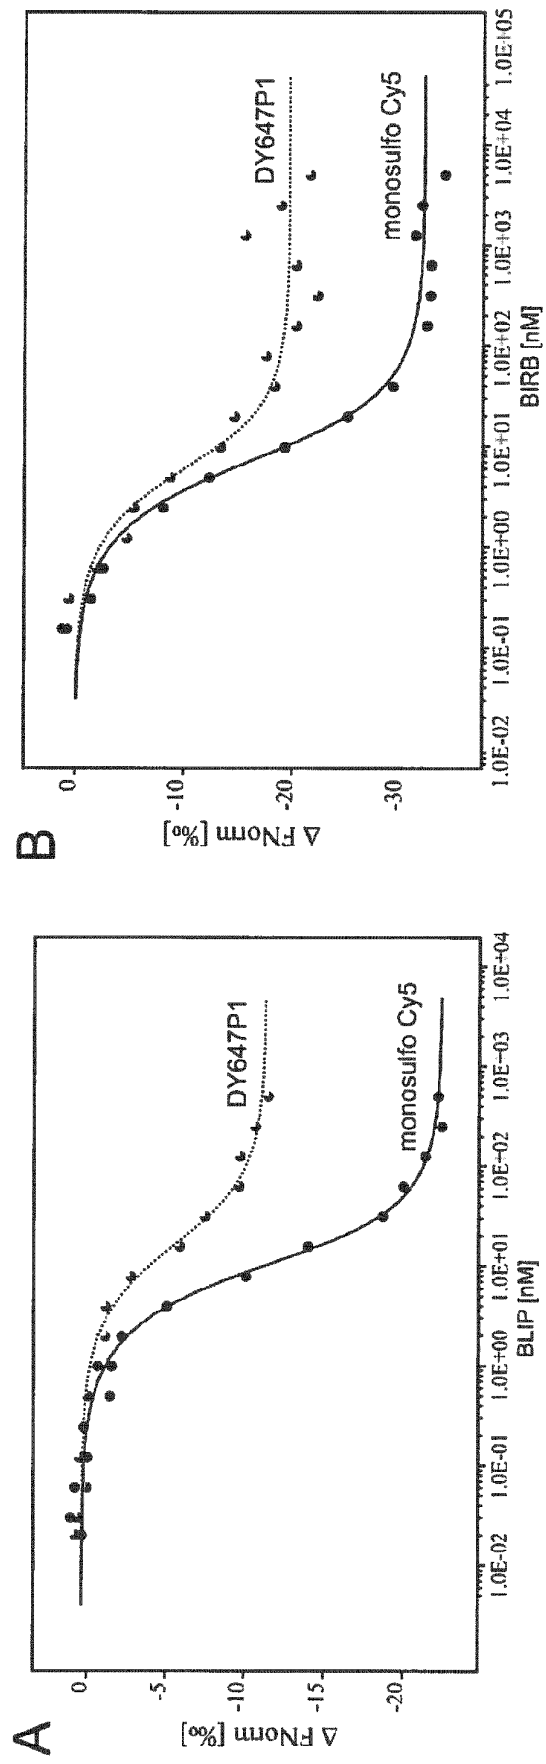 A
0
-5
-10
-15
-20
Δ FNorm [‰]
DY647P1
monosulfo Cy5
1.0E-02 1.0E-01 1.0E+00 1.0E+01 1.0E+02 1.0E+03 1.0E+04
BLIP [nM]
B
0
-10
-20
-30
Δ FNorm [‰]
DY647P1
monosulfo Cy5
1.0E-02 1.0E-01 1.0E+00 1.0E+01 1.0E+02 1.0E+03 1.0E+04 1.0E+05
BIRB [nM]